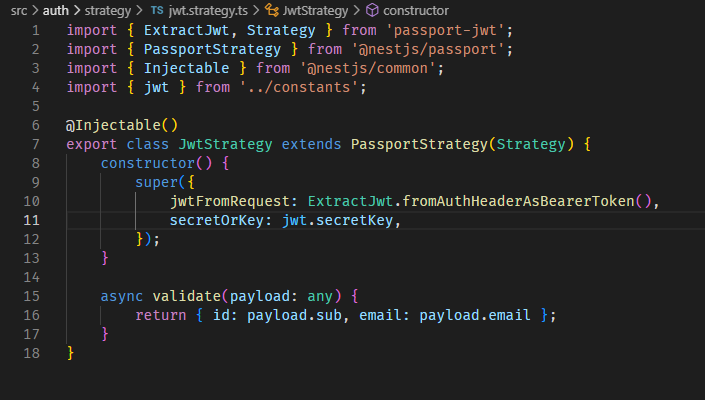 src > auth > strategy > TS jwt.strategy.ts > JwtStrategy > constructor
1 import { ExtractJwt, Strategy } from 'passport-jwt';
2 import { PassportStrategy } from '@nestjs/passport';
3 import { Injectable } from '@nestjs/common';
4 import { jwt } from '../constants';
5
6 @Injectable()
7 export class JwtStrategy extends PassportStrategy(Strategy) {
8     constructor() {
9         super({
10             jwtFromRequest: ExtractJwt.fromAuthHeaderAsBearerToken(),
11             secretOrKey: jwt.secretKey,
12         });
13     }
14
15     async validate(payload: any) {
16         return { id: payload.sub, email: payload.email };
17     }
18 }